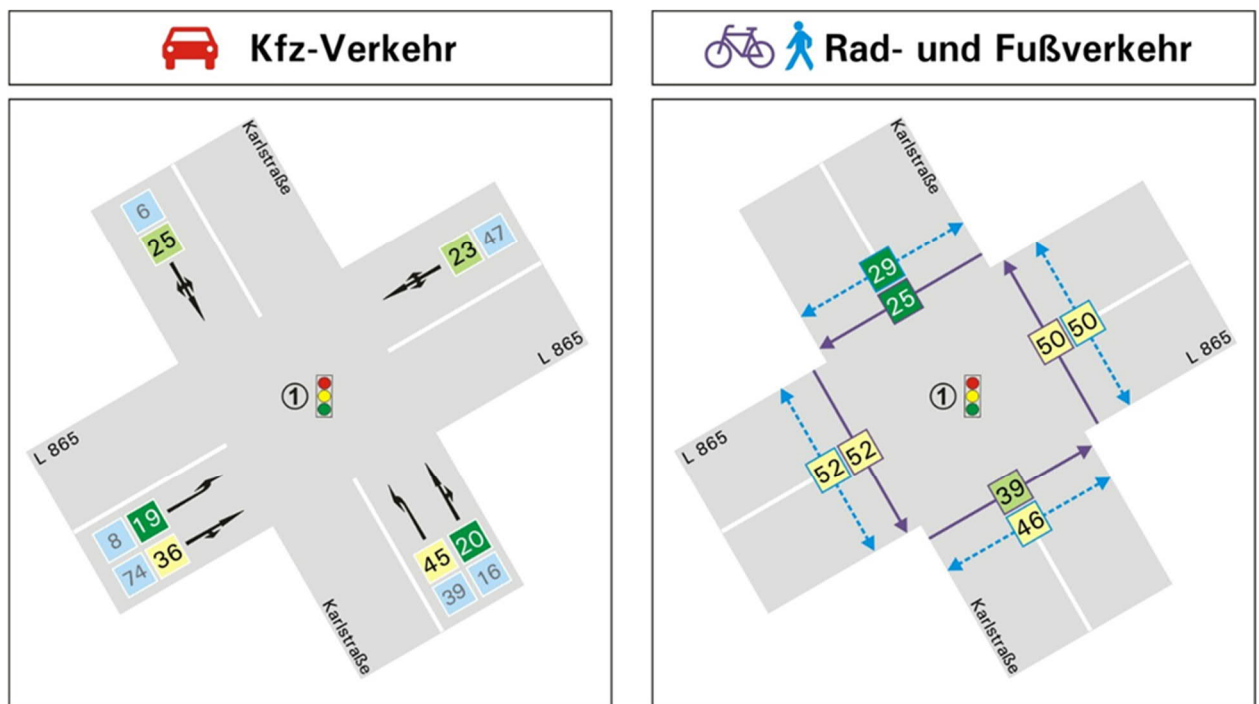 Kfz-Verkehr
Rad- und Fußverkehr
Karlstraße
6
25
23 47
L 865
①
L 865
8 19
74 36
45 20
39 16
Karlstraße
Karlstraße
29
25
50 50
L 865
①
L 865
52 52
39
46
Karlstraße